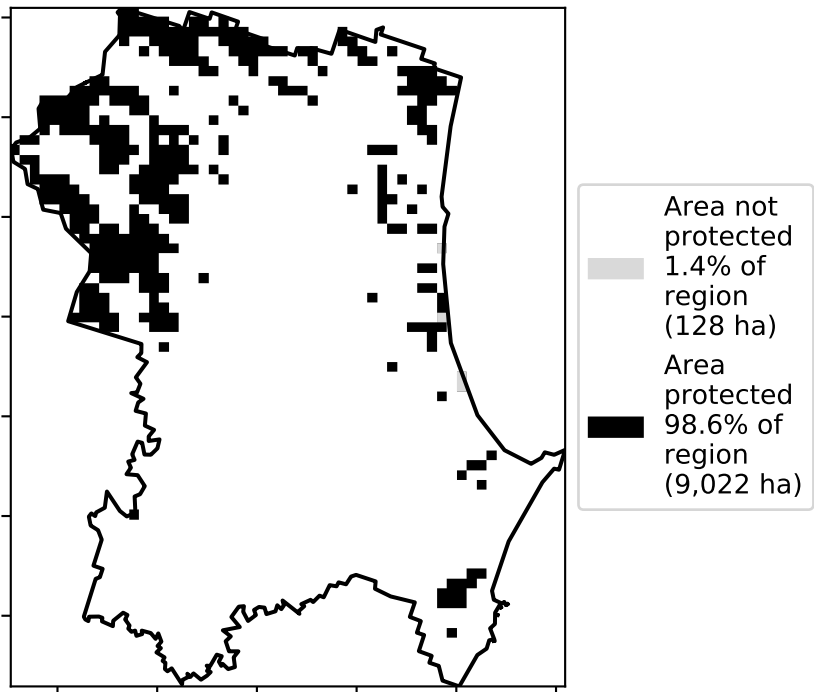 Area not
protected
1.4% of
region
(128 ha)
Area
protected
98.6% of
region
(9,022 ha)